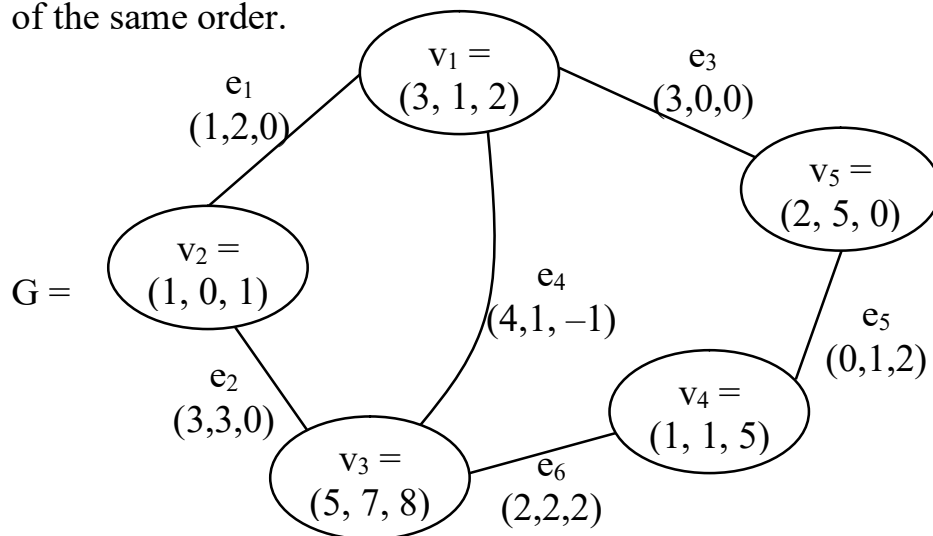 of the same order.
v₁ =
(3, 1, 2)
e₃
(3,0,0)
e₁
(1,2,0)
v₅ =
(2, 5, 0)
v₂ =
(1, 0, 1)
G =
e₄
(4,1, –1)
e₅
(0,1,2)
e₂
(3,3,0)
v₄ =
(1, 1, 5)
v₃ =
(5, 7, 8)
e₆
(2,2,2)